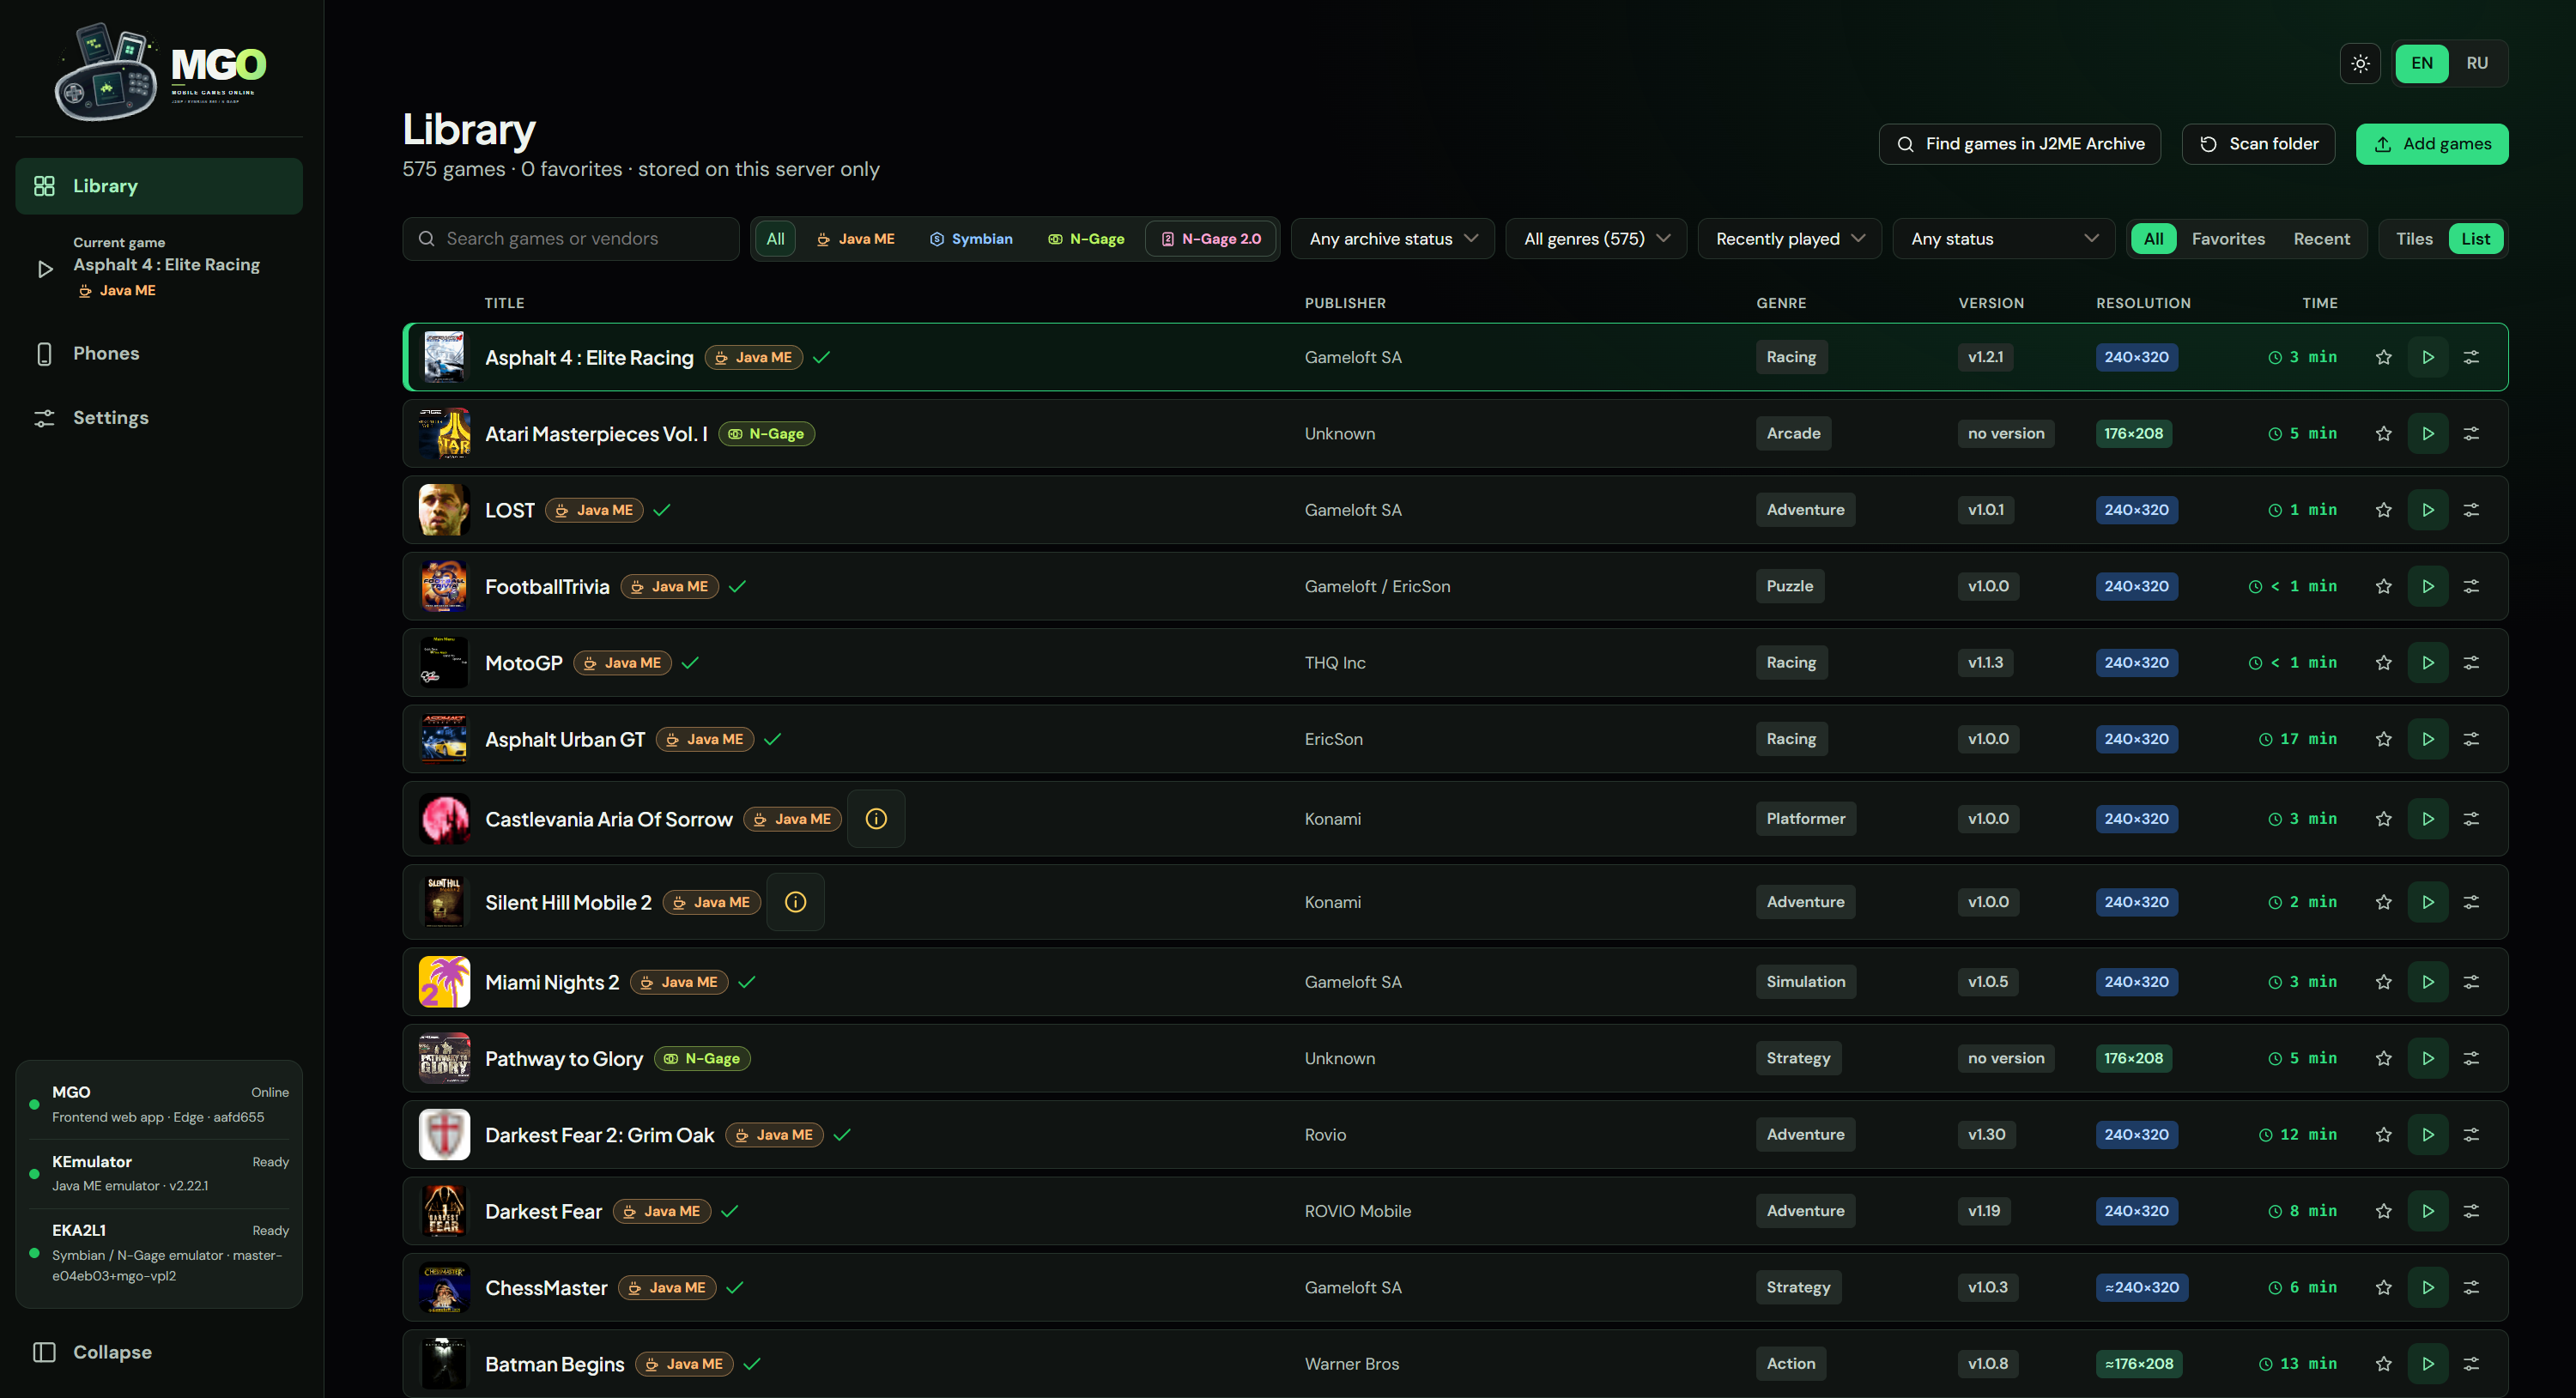 MGO
MOBILE GAMES ONLINE
EN RU
Library
575 games · 0 favorites · stored on this server only
Find games in J2ME Archive Scan folder Add games
Library
Current game
Asphalt 4 : Elite Racing
Java ME
Phones
Settings
Search games or vendors All Java ME Symbian N-Gage N-Gage 2.0 Any archive status All genres (575) Recently played Any status All Favorites Recent Tiles List
TITLE PUBLISHER GENRE VERSION RESOLUTION TIME
Asphalt 4 : Elite Racing Java ME Gameloft SA Racing v1.2.1 240×320 3 min
Atari Masterpieces Vol. I N-Gage Unknown Arcade no version 176×208 5 min
LOST Java ME Gameloft SA Adventure v1.0.1 240×320 1 min
FootballTrivia Java ME Gameloft / EricSon Puzzle v1.0.0 240×320 < 1 min
MotoGP Java ME THQ Inc Racing v1.1.3 240×320 < 1 min
Asphalt Urban GT Java ME EricSon Racing v1.0.0 240×320 17 min
Castlevania Aria Of Sorrow Java ME Konami Platformer v1.0.0 240×320 3 min
Silent Hill Mobile 2 Java ME Konami Adventure v1.0.0 240×320 2 min
Miami Nights 2 Java ME Gameloft SA Simulation v1.0.5 240×320 3 min
Pathway to Glory N-Gage Unknown Strategy no version 176×208 5 min
Darkest Fear 2: Grim Oak Java ME Rovio Adventure v1.30 240×320 12 min
Darkest Fear Java ME ROVIO Mobile Adventure v1.19 240×320 8 min
ChessMaster Java ME Gameloft SA Strategy v1.0.3 ≈240×320 6 min
Batman Begins Java ME Warner Bros Action v1.0.8 ≈176×208 13 min
MGO Online
Frontend web app · Edge · aafd655
KEmulator Ready
Java ME emulator · v2.22.1
EKA2L1 Ready
Symbian / N-Gage emulator · master-
e04eb03+mgo-vpl2
Collapse